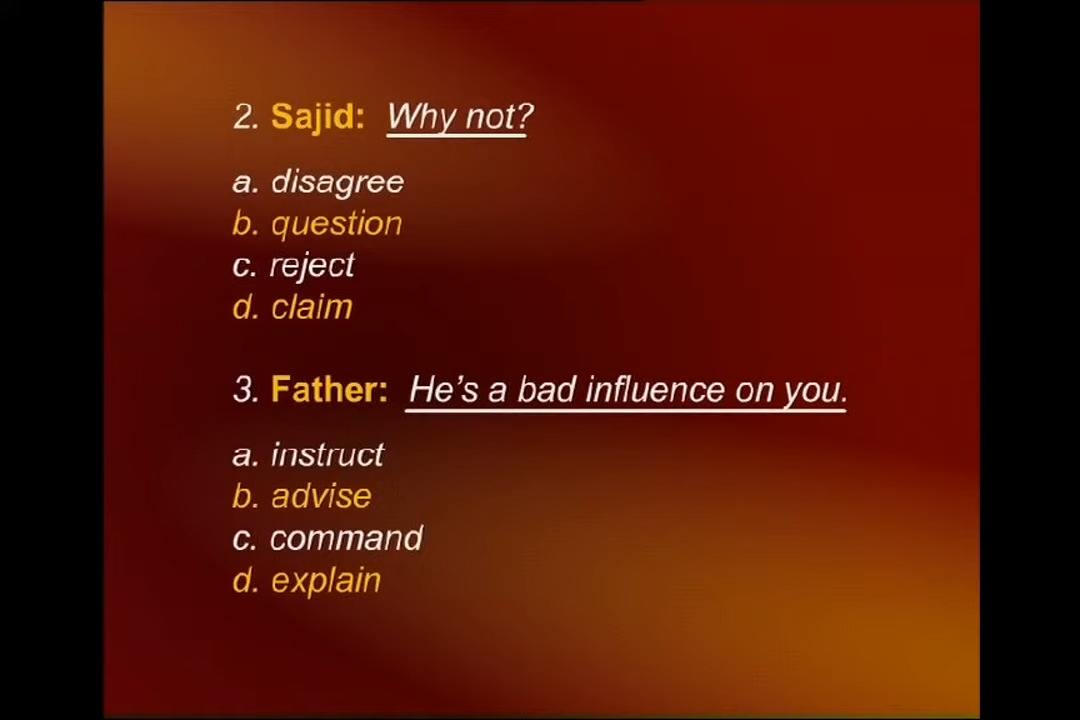 2. Sajid: Why not?
a. disagree
b. question
c. reject
d. claim
3. Father: He's a bad influence on you.
a. instruct
b. advise
c. command
d. explain